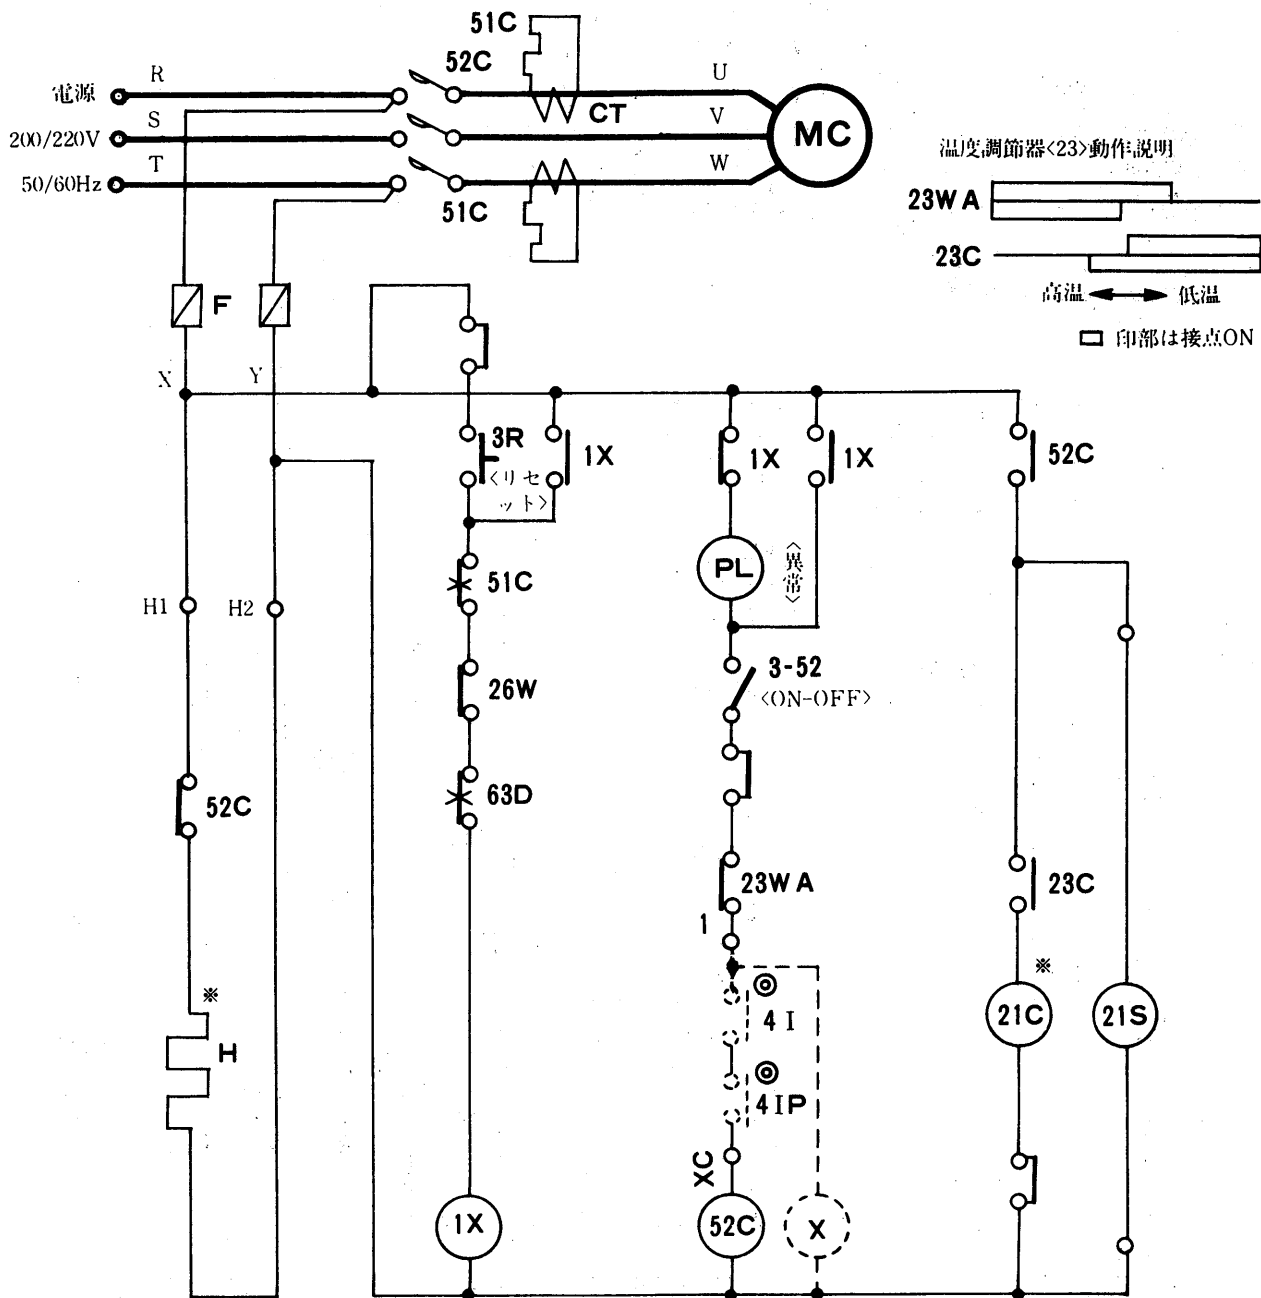 51C
52C
R
U
電源
CT
S
V
MC
200/220V
T
W
50/60Hz
51C
温度調節器<23>動作説明
23WA
23C
高温 低温
印部は接点ON
F
X
Y
3R
<リセ
ット>
1X
1X
1X
52C
51C
PL
<異常>
H1
H2
26W
3-52
<ON-OFF>
52C
63D
23WA
23C
1
※
※
4I
21C
21S
H
4IP
XC
1X
52C
X